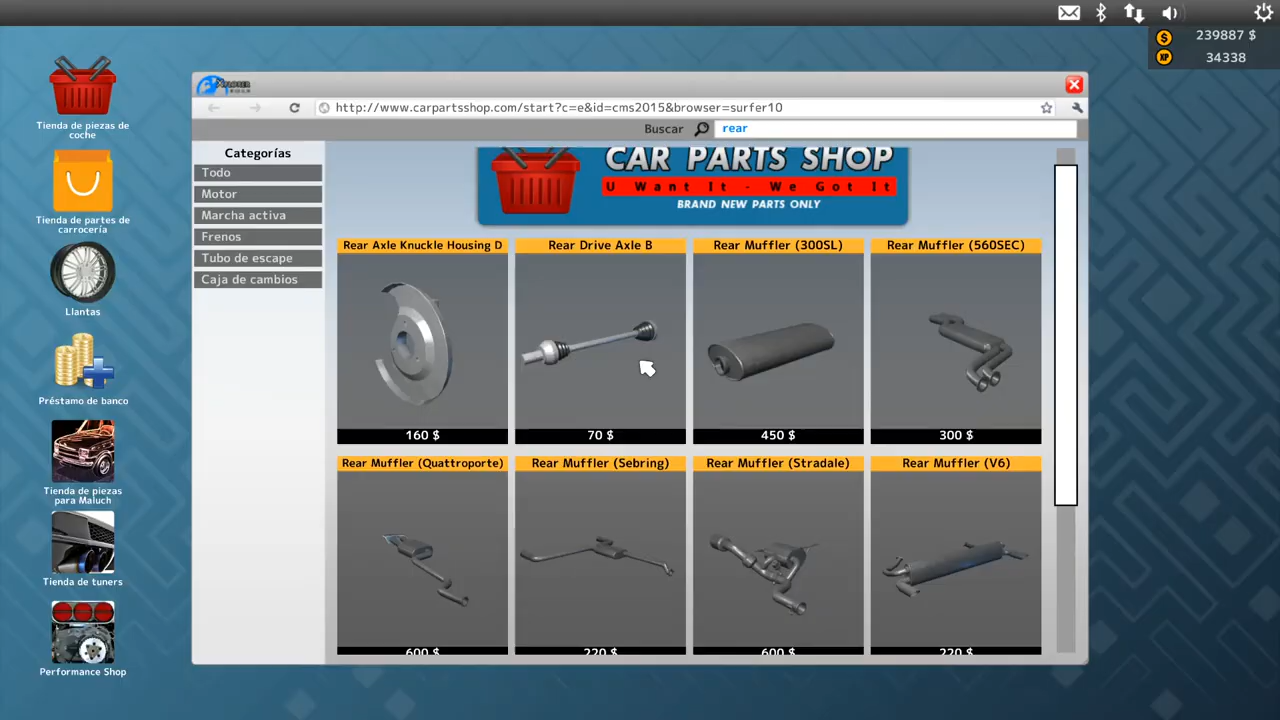 239887 $
34338
Tienda de piezas de
coche
Tienda de partes de
carrocería
Llantas
Préstamo de banco
Tienda de piezas
para Maluch
Tienda de tuners
Performance Shop
http://www.carpartsshop.com/start?c=e&id=cms2015&browser=surfer10
Buscar
rear
Categorías
Todo
Motor
Marcha activa
Frenos
Tubo de escape
Caja de cambios
CAR PARTS SHOP
U Want It - We Got It
BRAND NEW PARTS ONLY
Rear Axle Knuckle Housing D
160 $
Rear Drive Axle B
70 $
Rear Muffler (300SL)
450 $
Rear Muffler (560SEC)
300 $
Rear Muffler (Quattroporte)
600 $
Rear Muffler (Sebring)
220 $
Rear Muffler (Stradale)
600 $
Rear Muffler (V6)
220 $